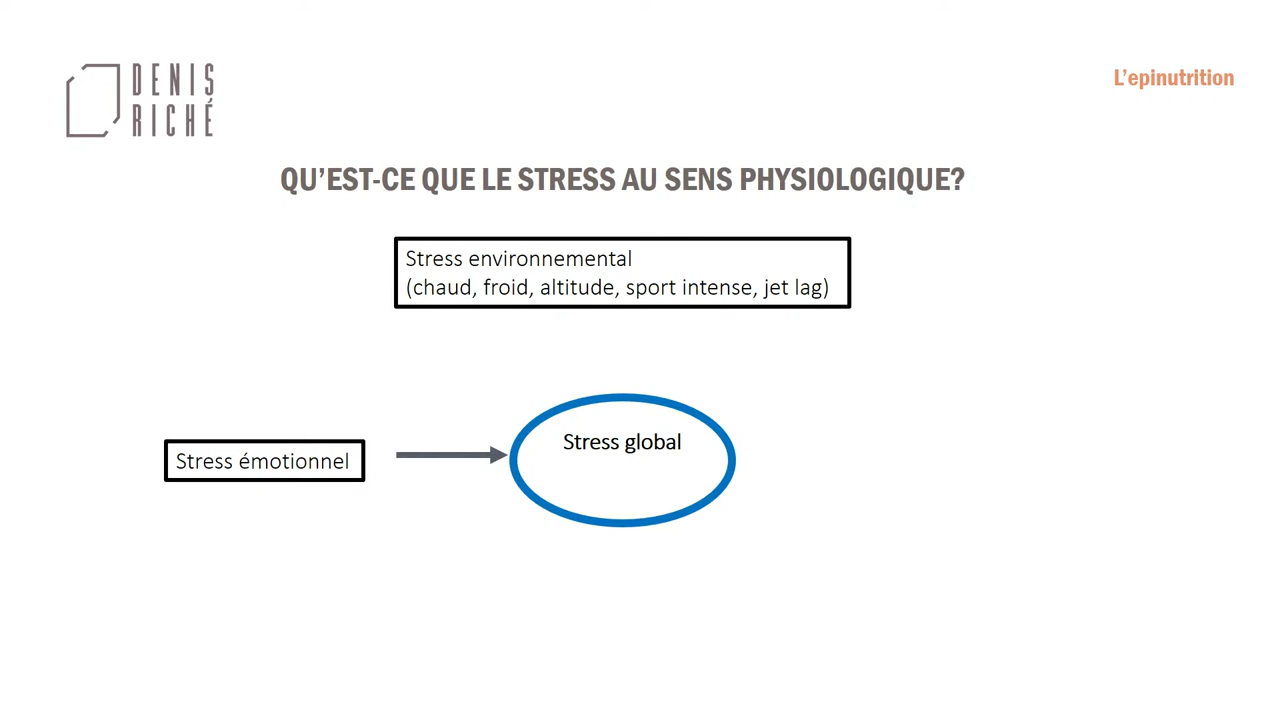 DENIS
RICHÉ
L’epinutrition
QU’EST-CE QUE LE STRESS AU SENS PHYSIOLOGIQUE?
Stress environnemental
(chaud, froid, altitude, sport intense, jet lag)
Stress global
Stress émotionnel